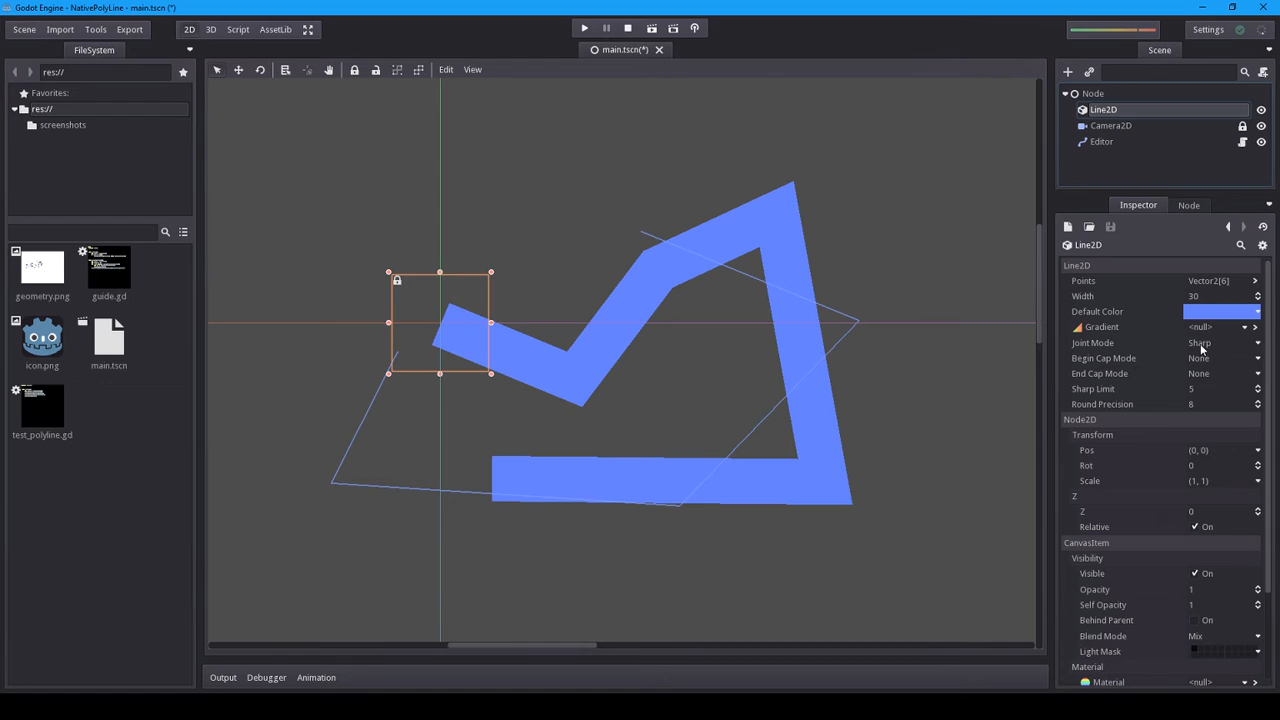 Godot Engine - NativePolyLine - main.tscn (*)
Scene Import Tools Export
2D 3D Script AssetLib
Settings
FileSystem
main.tscn(*)
Scene
res://
Edit View
Favorites:
res://
screenshots
Node
Line2D
Camera2D
Editor
Inspector Node
Line2D
geometry.png guide.gd
icon.png main.tscn
test_polyline.gd
Line2D
Points Vector2[6]
Width 30
Default Color
Gradient <null>
Joint Mode Sharp
Begin Cap Mode None
End Cap Mode None
Sharp Limit 5
Round Precision 8
Node2D
Transform
Pos (0, 0)
Rot 0
Scale (1, 1)
Z
Z 0
Relative On
CanvasItem
Visibility
Visible On
Opacity 1
Self Opacity 1
Behind Parent On
Blend Mode Mix
Light Mask
Material
Material <null>
Output Debugger Animation